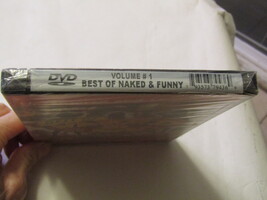 DVD
VOLUME # 1
BEST OF NAKED & FUNNY